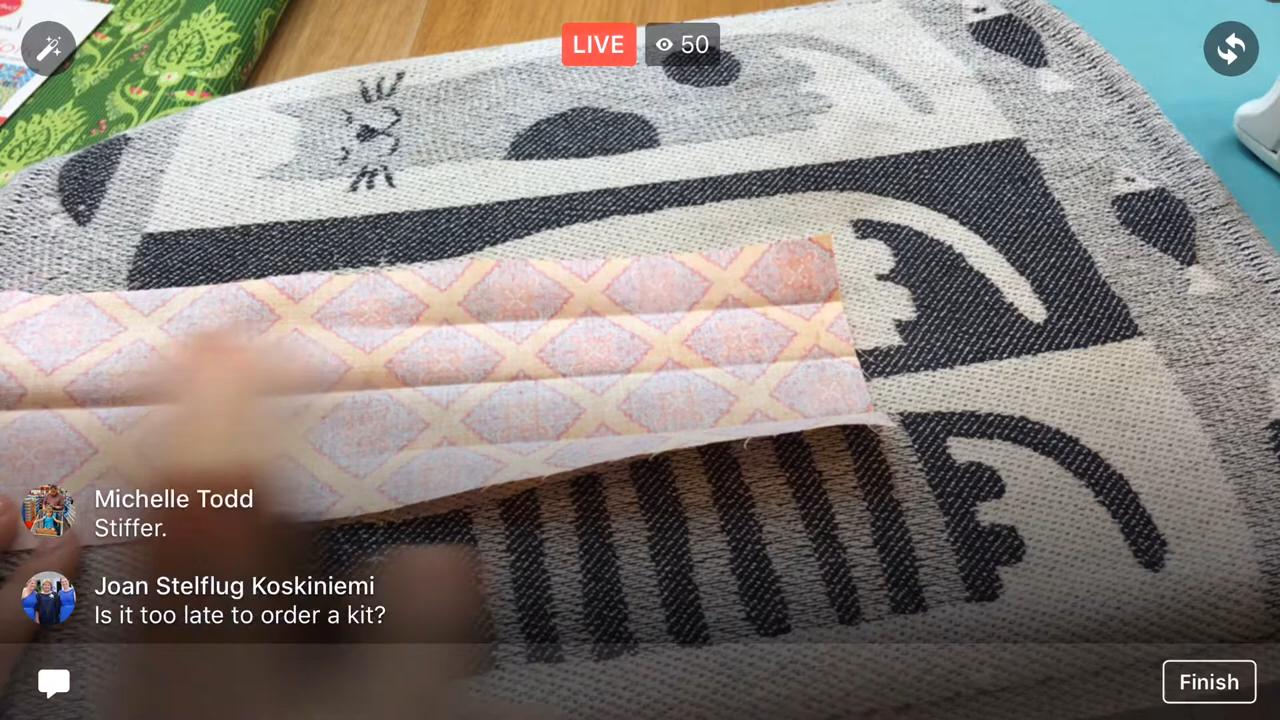 LIVE 50
Michelle Todd
Stiffer.
Joan Stelflug Koskiniemi
Is it too late to order a kit?
Finish